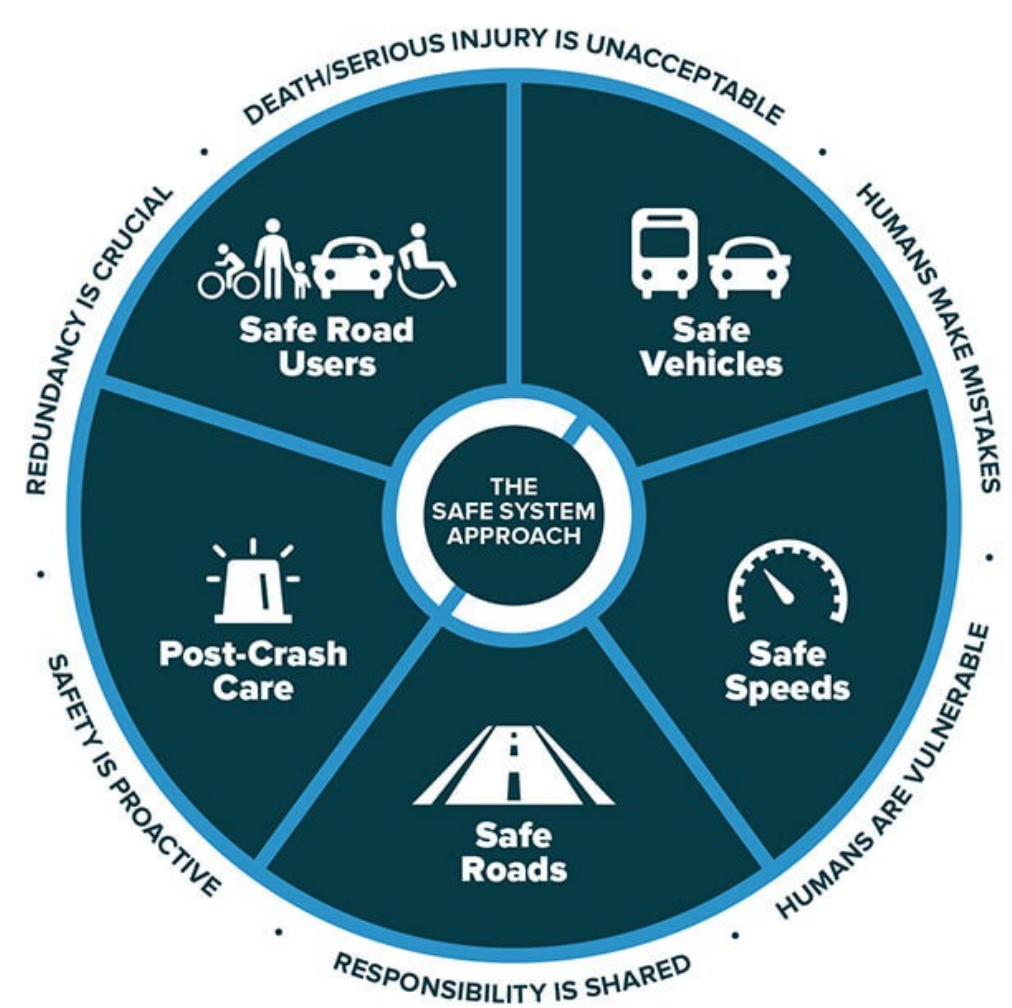 DEATH/SERIOUS INJURY IS UNACCEPTABLE
HUMANS MAKE MISTAKES
HUMANS ARE VULNERABLE
RESPONSIBILITY IS SHARED
SAFETY IS PROACTIVE
REDUNDANCY IS CRUCIAL
Safe Road
Users
Safe
Vehicles
Safe
Speeds
Safe
Roads
Post-Crash
Care
THE
SAFE SYSTEM
APPROACH